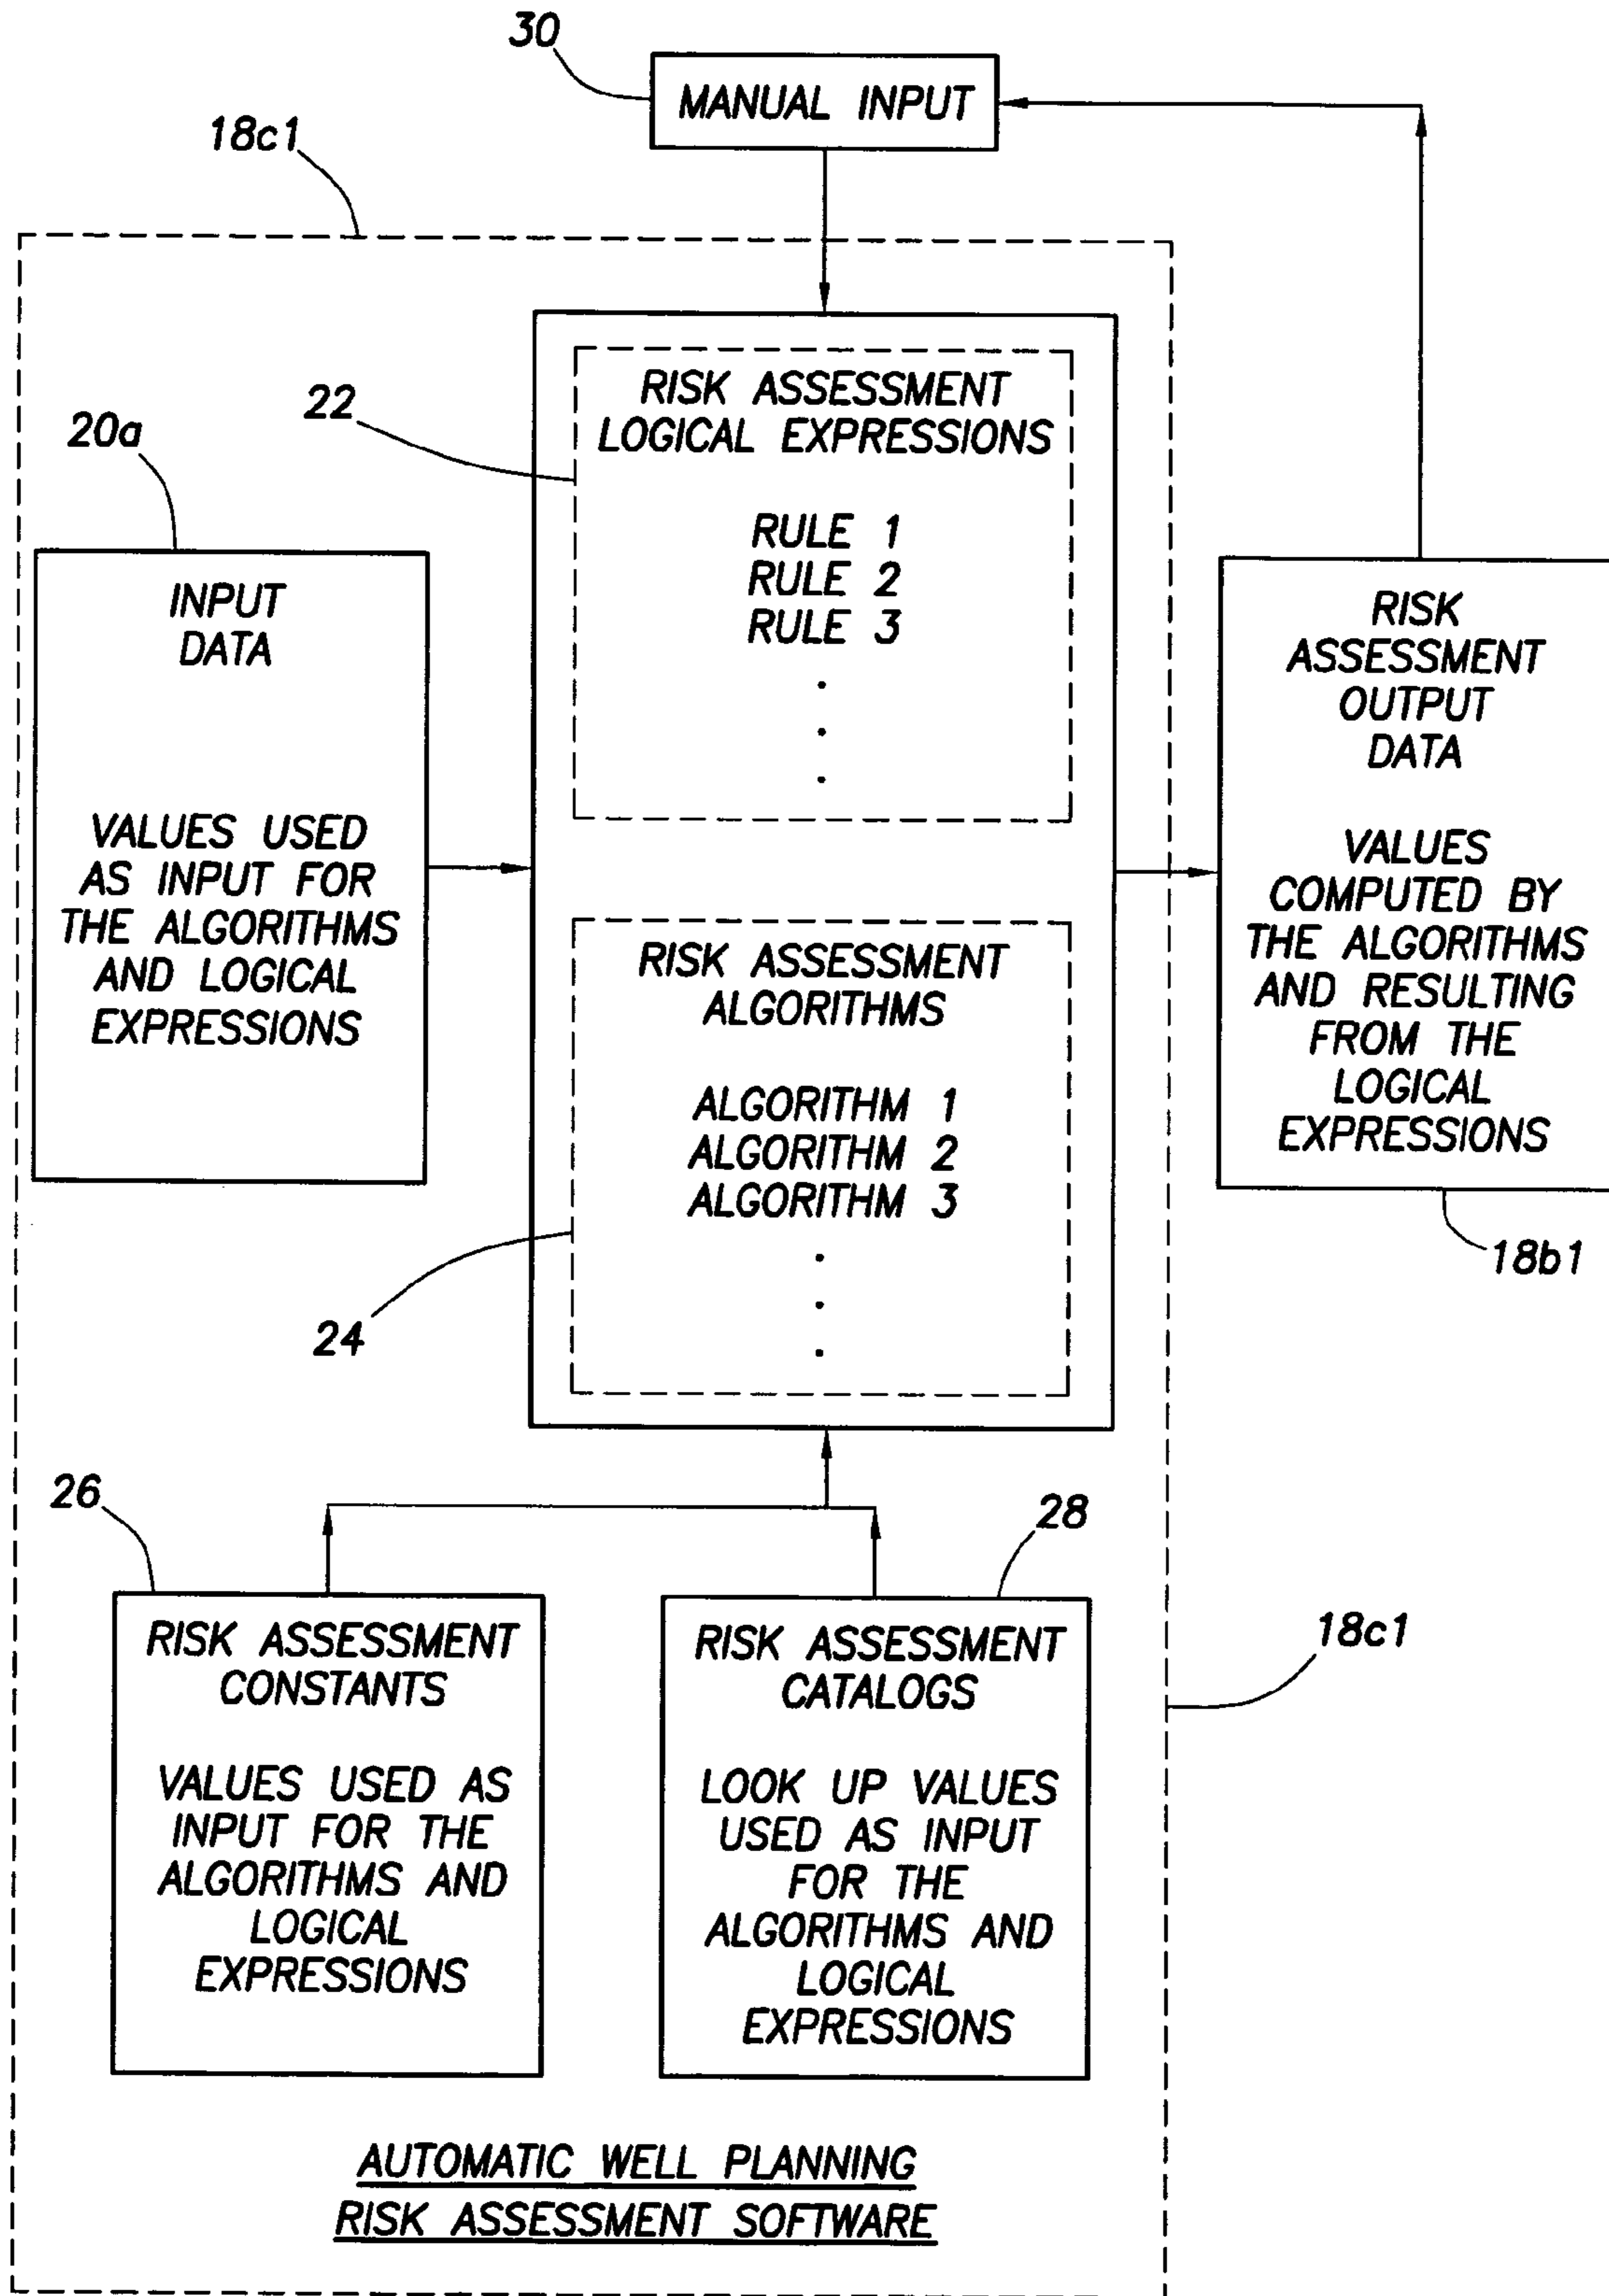 30
MANUAL INPUT
18c1
22
RISK ASSESSMENT
LOGICAL EXPRESSIONS
RULE 1
RULE 2
RULE 3
.
.
.
20a
INPUT
DATA
VALUES USED
AS INPUT FOR
THE ALGORITHMS
AND LOGICAL
EXPRESSIONS
RISK
ASSESSMENT
OUTPUT
DATA
VALUES
COMPUTED BY
THE ALGORITHMS
AND RESULTING
FROM THE
LOGICAL
EXPRESSIONS
18b1
RISK ASSESSMENT
ALGORITHMS
ALGORITHM 1
ALGORITHM 2
ALGORITHM 3
.
.
.
24
26
RISK ASSESSMENT
CONSTANTS
VALUES USED AS
INPUT FOR THE
ALGORITHMS AND
LOGICAL
EXPRESSIONS
28
RISK ASSESSMENT
CATALOGS
LOOK UP VALUES
USED AS INPUT
FOR THE
ALGORITHMS AND
LOGICAL
EXPRESSIONS
18c1
AUTOMATIC WELL PLANNING
RISK ASSESSMENT SOFTWARE